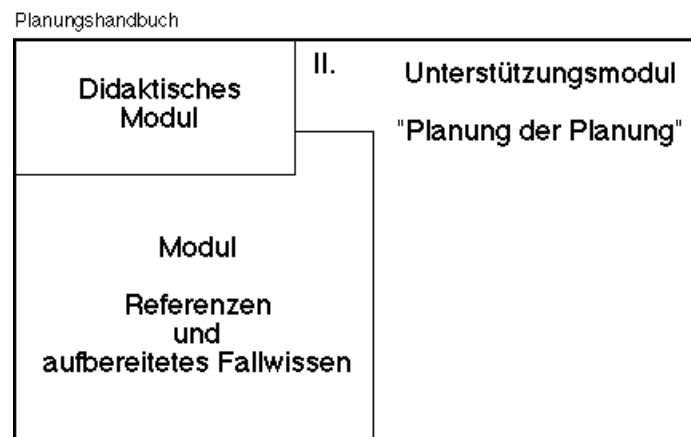 Planungshandbuch
Didaktisches
Modul
II.
Unterstützungsmodul
"Planung der Planung"
Modul
Referenzen
und
aufbereitetes Fallwissen